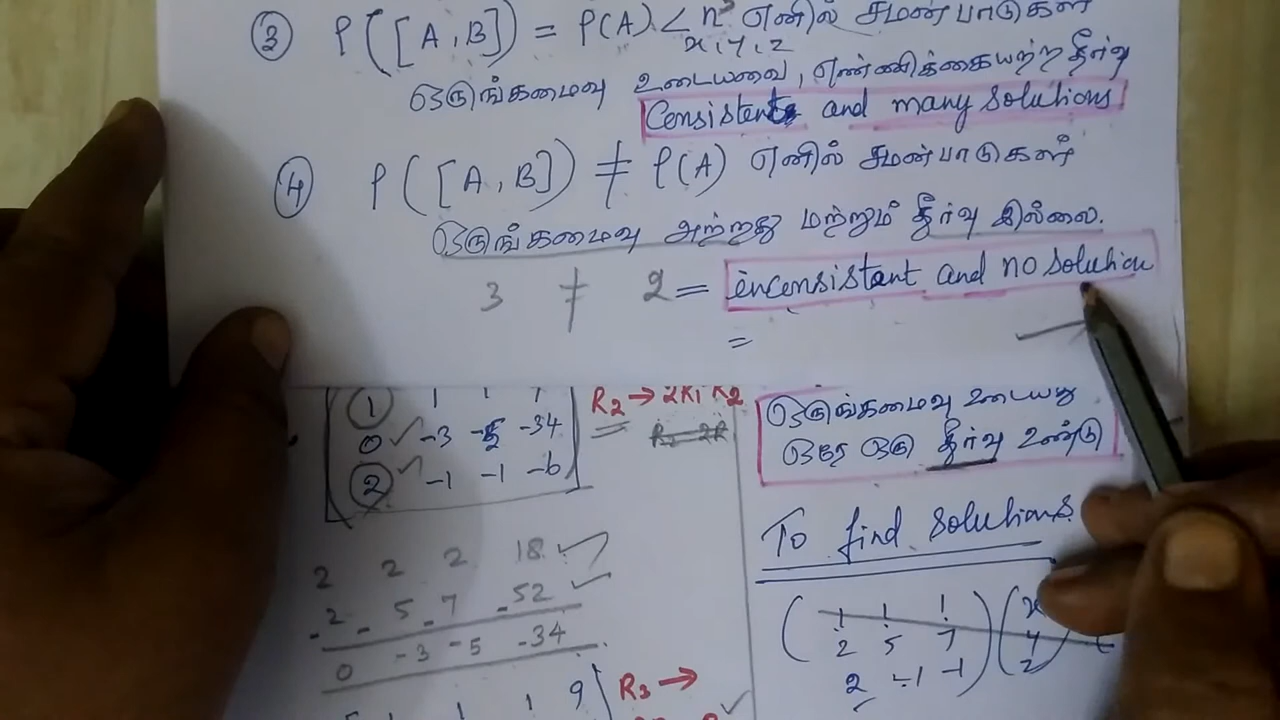 ③ ρ([A,B]) = ρ(A) < n எனில் சமன்பாடுகள்
x, y, z
ஒருங்கமைவு உடையவை, எண்ணிக்கையற்ற தீர்வு
Consistent and many solutions
④ ρ([A,B]) ≠ ρ(A) எனில் சமன்பாடுகள்
ஒருங்கமைவு அற்றது மற்றும் தீர்வு இல்லை.
3 ≠ 2 = inconsistant and no solution
=
1 1 1
0 -3 -5 -34
2 -1 -1 -6
R2 → 2R1 R2
2 2 2 18
-2 -5 -7 -52
0 -3 -5 -34
1 1 9
R3 →
ஒருங்கமைவு உடையது
ஒரே ஒரு தீர்வு உண்டு
To find solutions
1 1 1 x
2 5 7 y
2 -1 -1 z